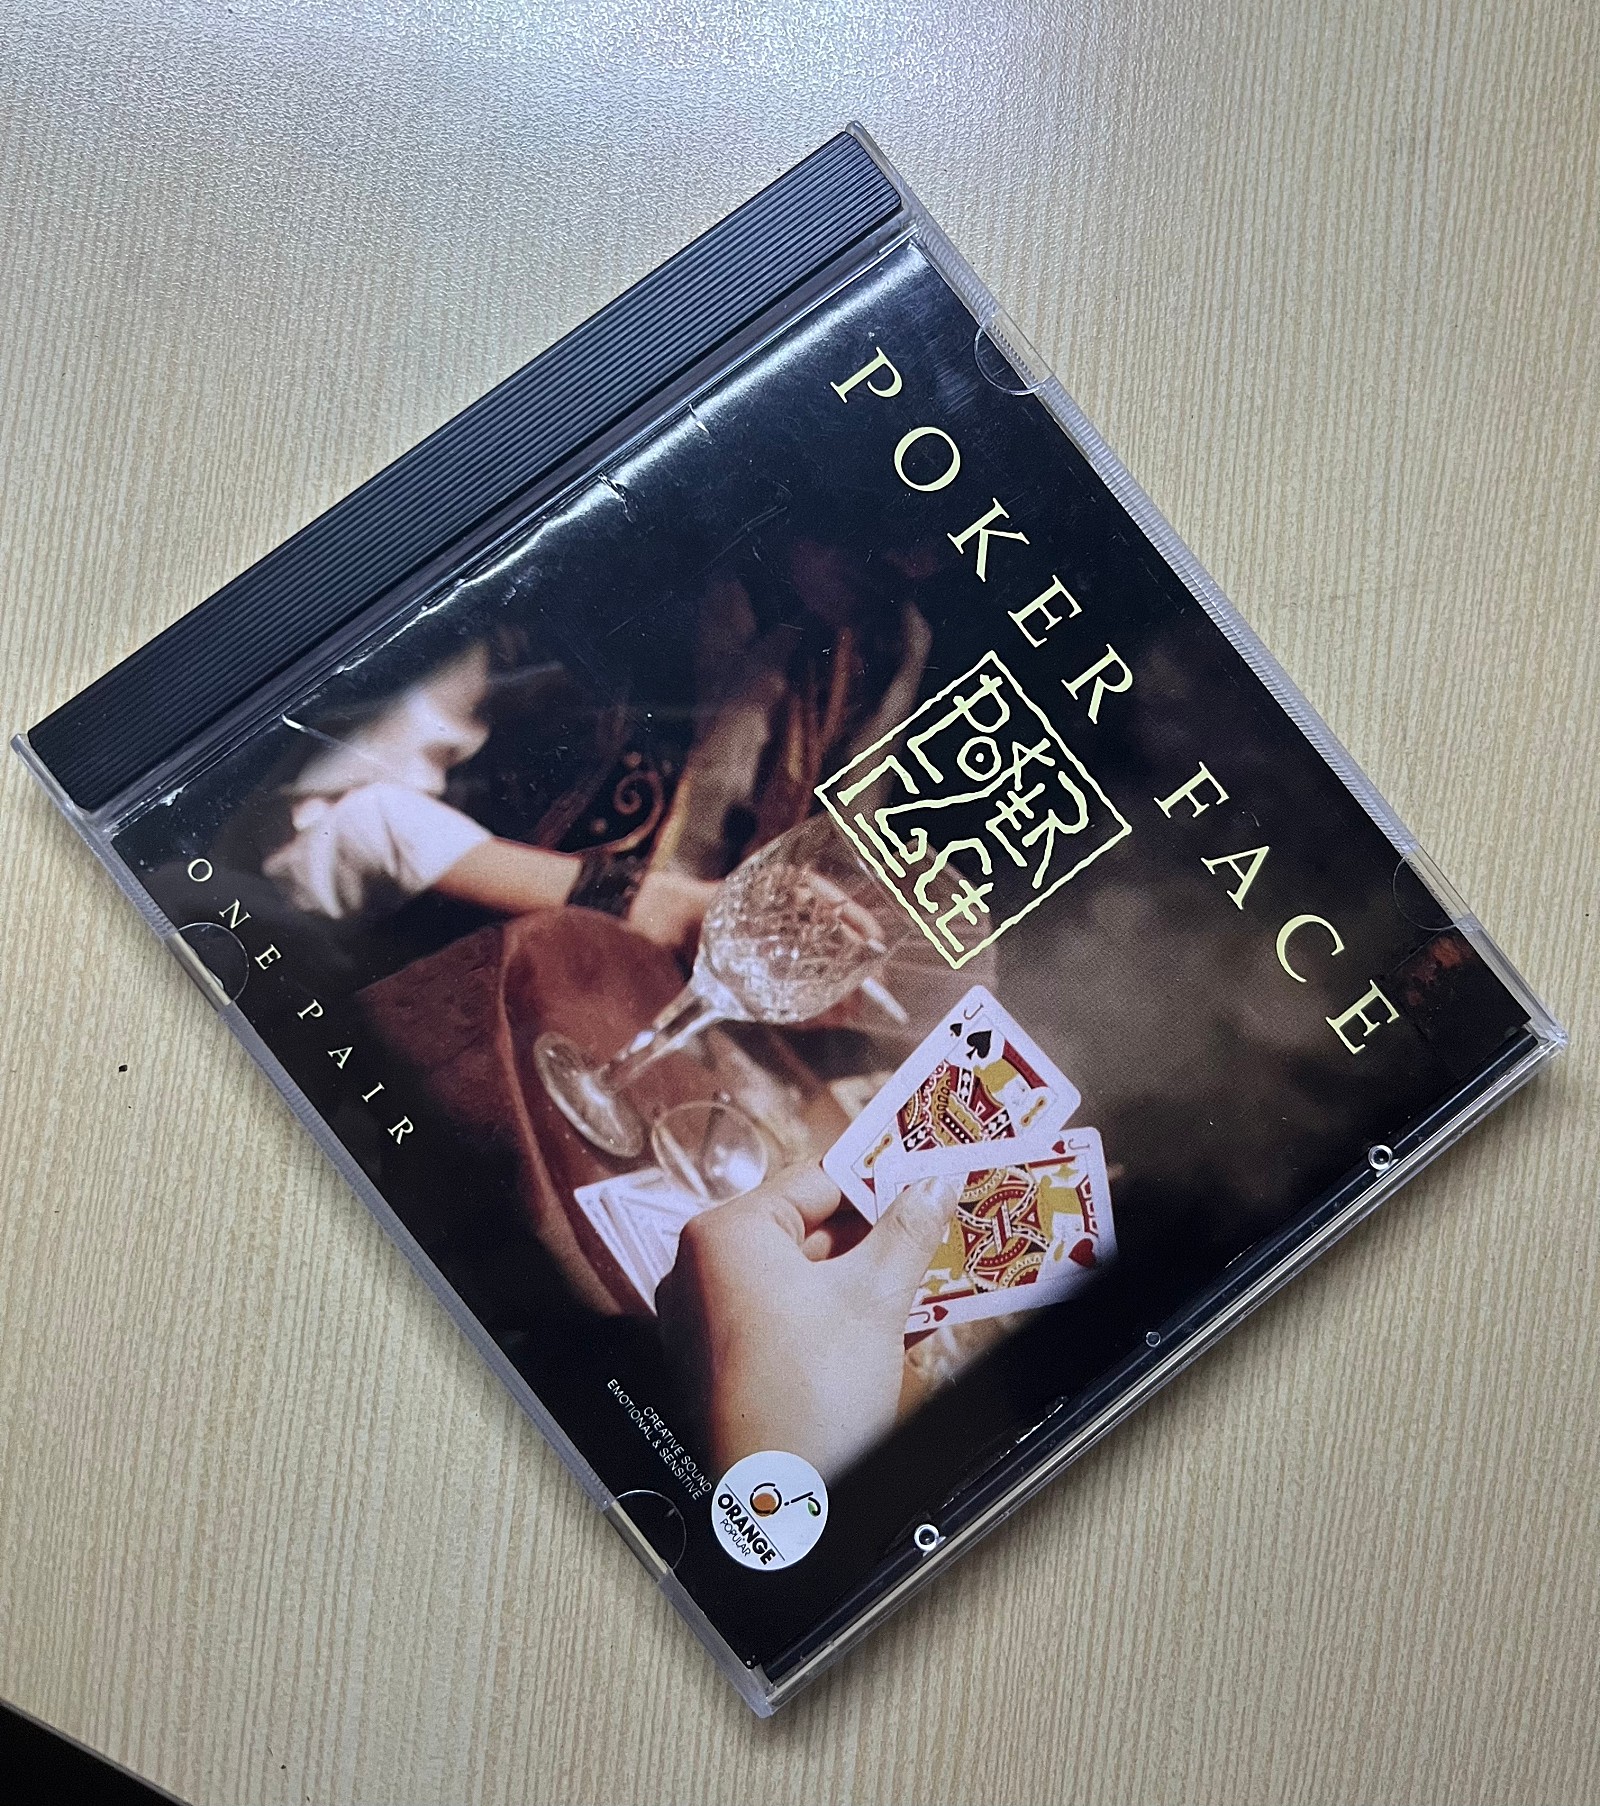 POKER FACE
POKER
FACE
J
J
J
ONE PAIR
CREATIVE SOUND
EMOTIONAL & SENSITIVE
o.p
ORANGE
POPULAR